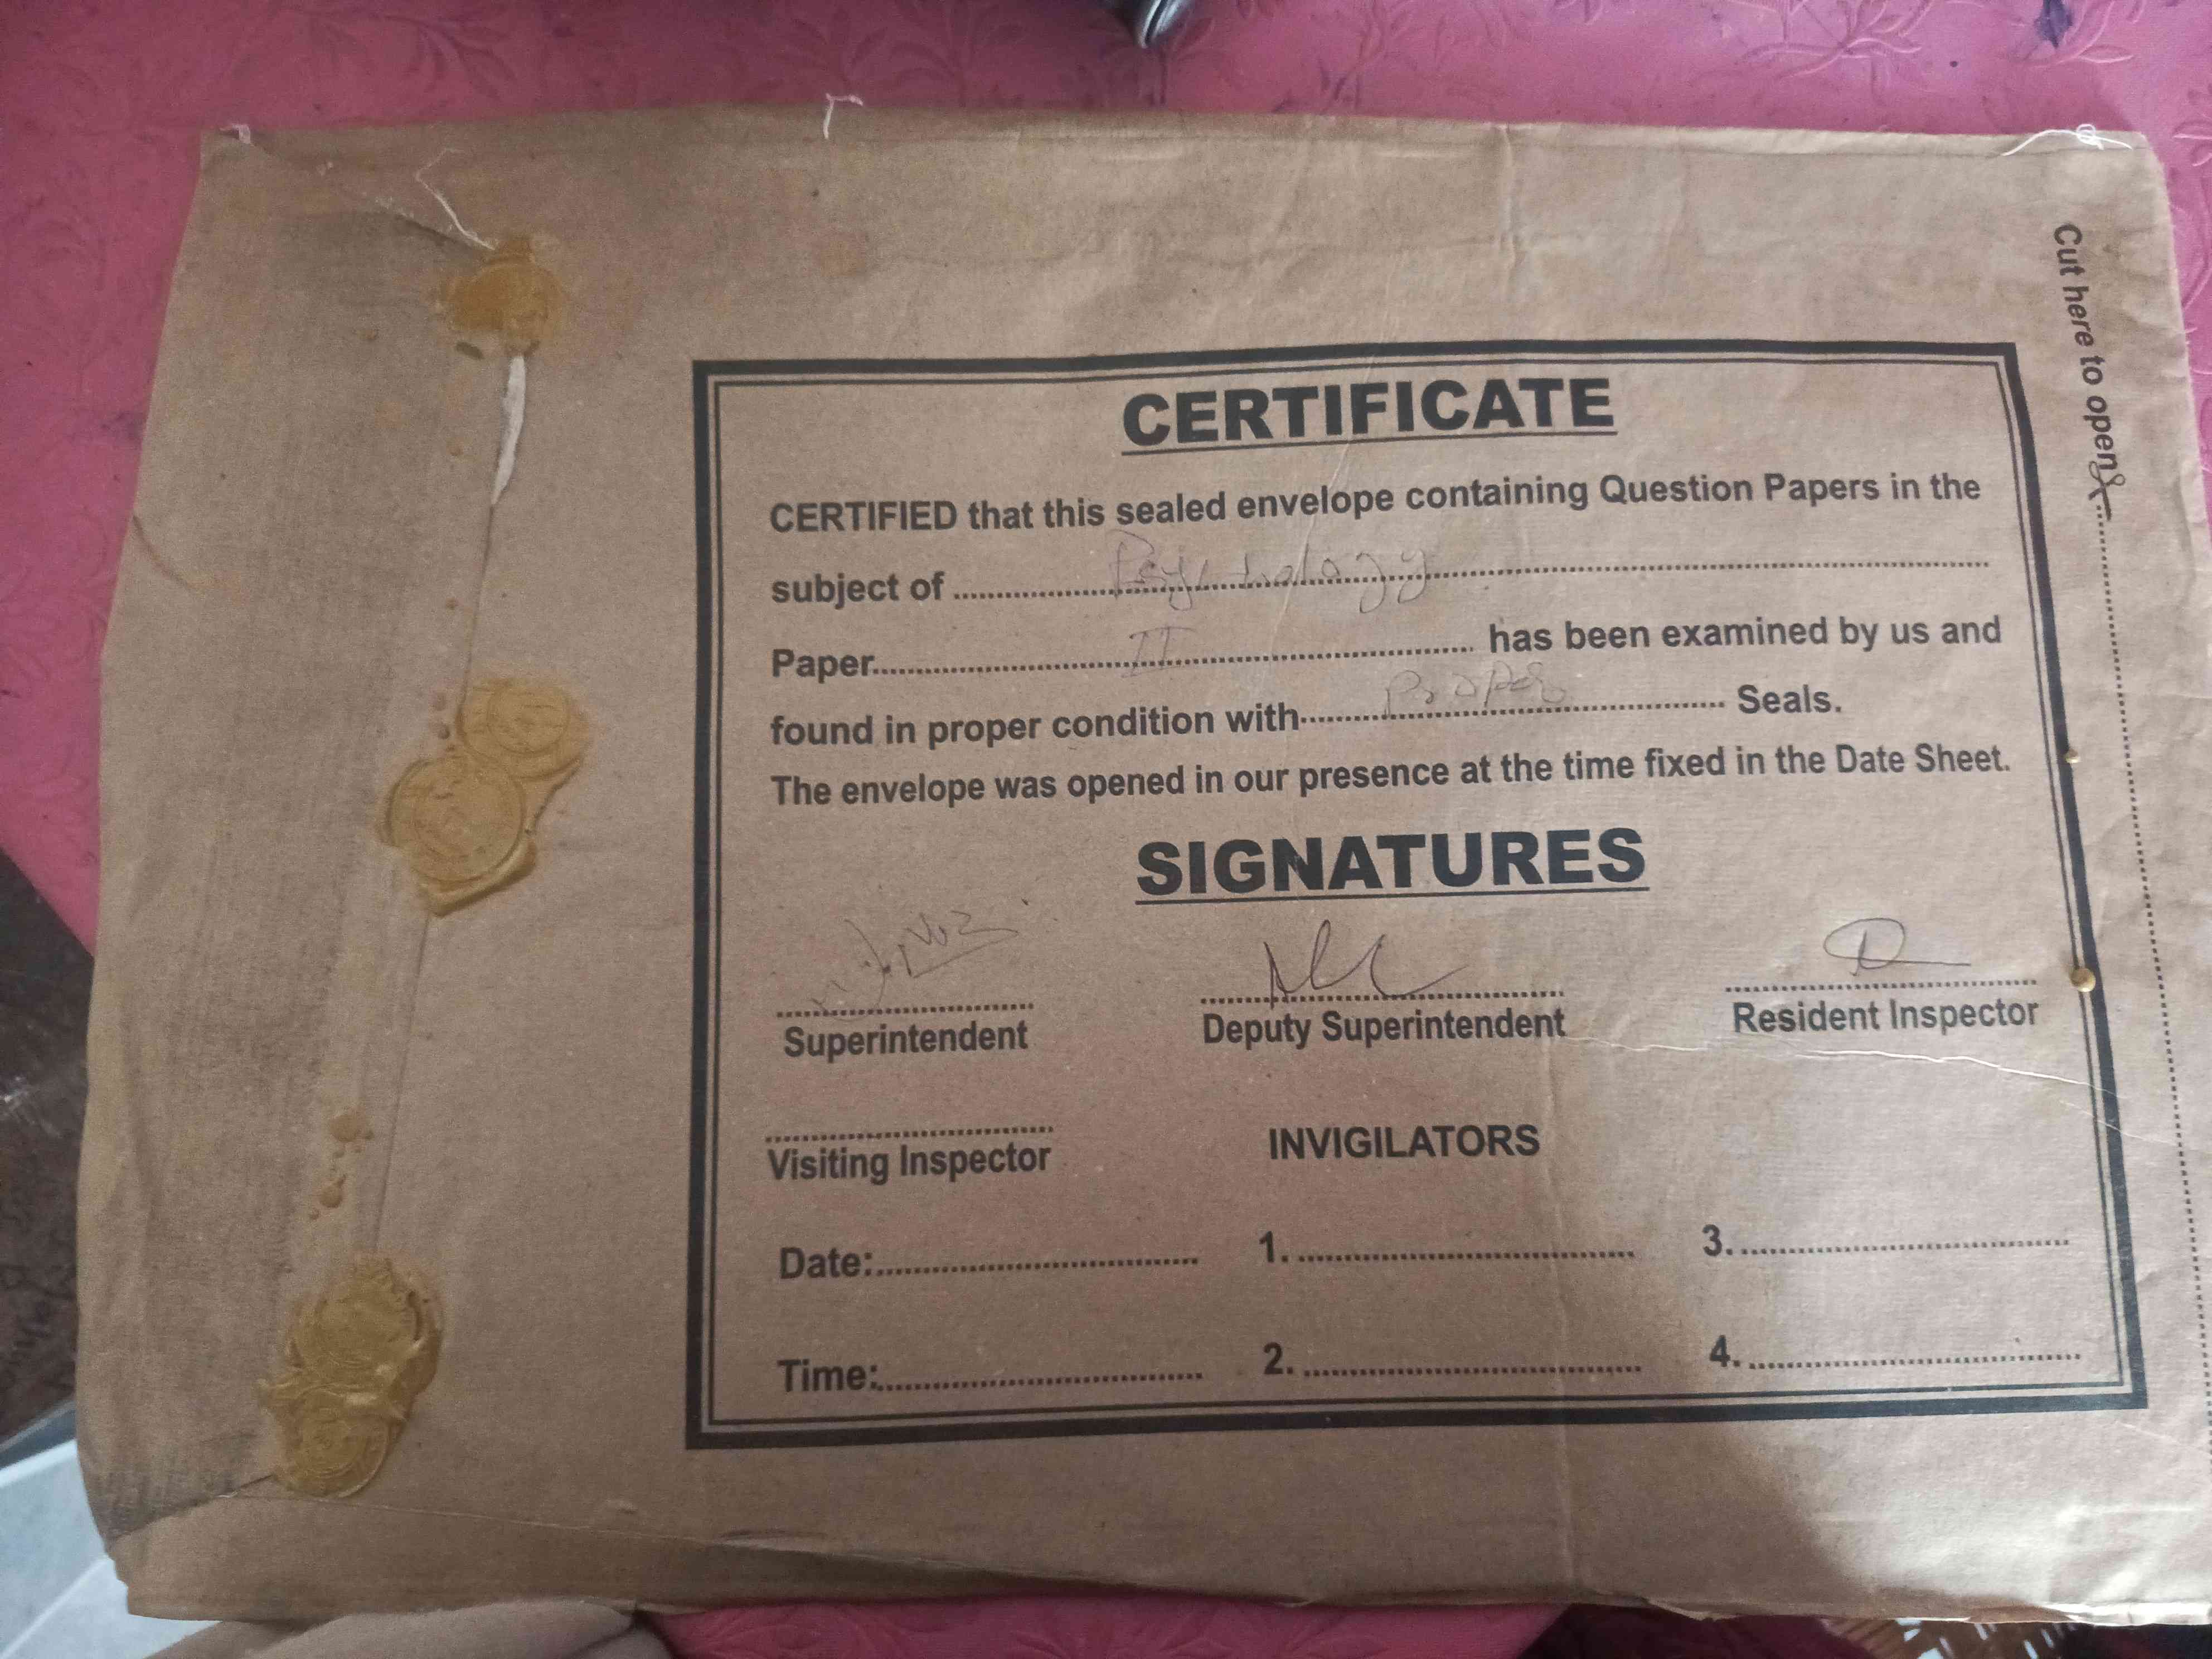 Cut here to open
CERTIFICATE
CERTIFIED that this sealed envelope containing Question Papers in the
subject of ........ Psychology ........
Paper ........ II ........ has been examined by us and
found in proper condition with ........ Proper ........ Seals.
The envelope was opened in our presence at the time fixed in the Date Sheet.
SIGNATURES
Superintendent Deputy Superintendent Resident Inspector
Visiting Inspector INVIGILATORS
Date:........ 1. ........ 3. ........
Time:........ 2. ........ 4. ........